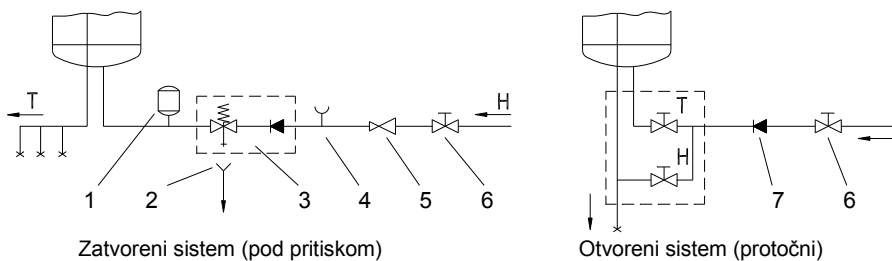 T
H
1 2 3 4 5 6
Zatvoreni sistem (pod pritiskom)
T
H
7 6
Otvoreni sistem (protočni)